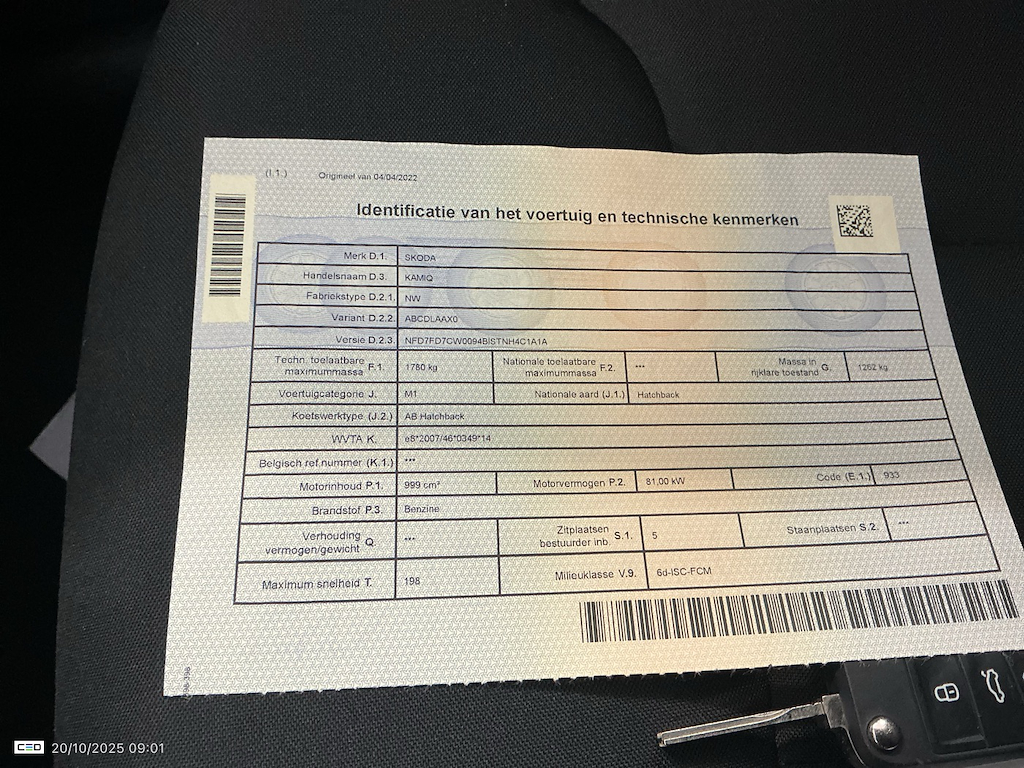 (I.1.) Origineel van 04/04/2022
Identificatie van het voertuig en technische kenmerken
Merk D.1. SKODA
Handelsnaam D.3. KAMIQ
Fabriekstype D.2.1. NW
Variant D.2.2. ABCDLAAX0
Versie D.2.3. NFD7FD7CW0094BISTNH4C1A1A
Techn. toelaatbare maximummassa F.1. 1780 kg Nationale toelaatbare maximummassa F.2. *** Massa in rijklare toestand G. 1262 kg
Voertuigcategorie J. M1 Nationale aard (J.1.) Hatchback
Koetswerktype (J.2.) AB Hatchback
WVTA K. e8*2007/46*0349*14
Belgisch ref.nummer (K.1.) ***
Motorinhoud P.1. 999 cm³ Motorvermogen P.2. 81,00 kW Code (E.1.) 933
Brandstof P.3. Benzine
Verhouding vermogen/gewicht Q. *** Zitplaatsen bestuurder inb. S.1. 5 Staanplaatsen S.2. ***
Maximum snelheid T. 198 Milieuklasse V.9. 6d-ISC-FCM
CEO 20/10/2025 09:01